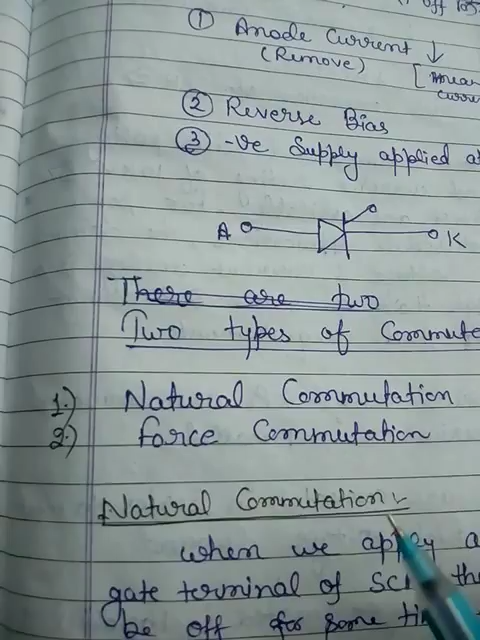 ① Anode Current ↓
(Remove)
② Reverse Bias
③ -ve Supply applied
A K
There are two
Two types of
1.) Natural Commutation
2.) force Commutation
Natural Commutation:-
when we apply a
gate terminal of
be off for some